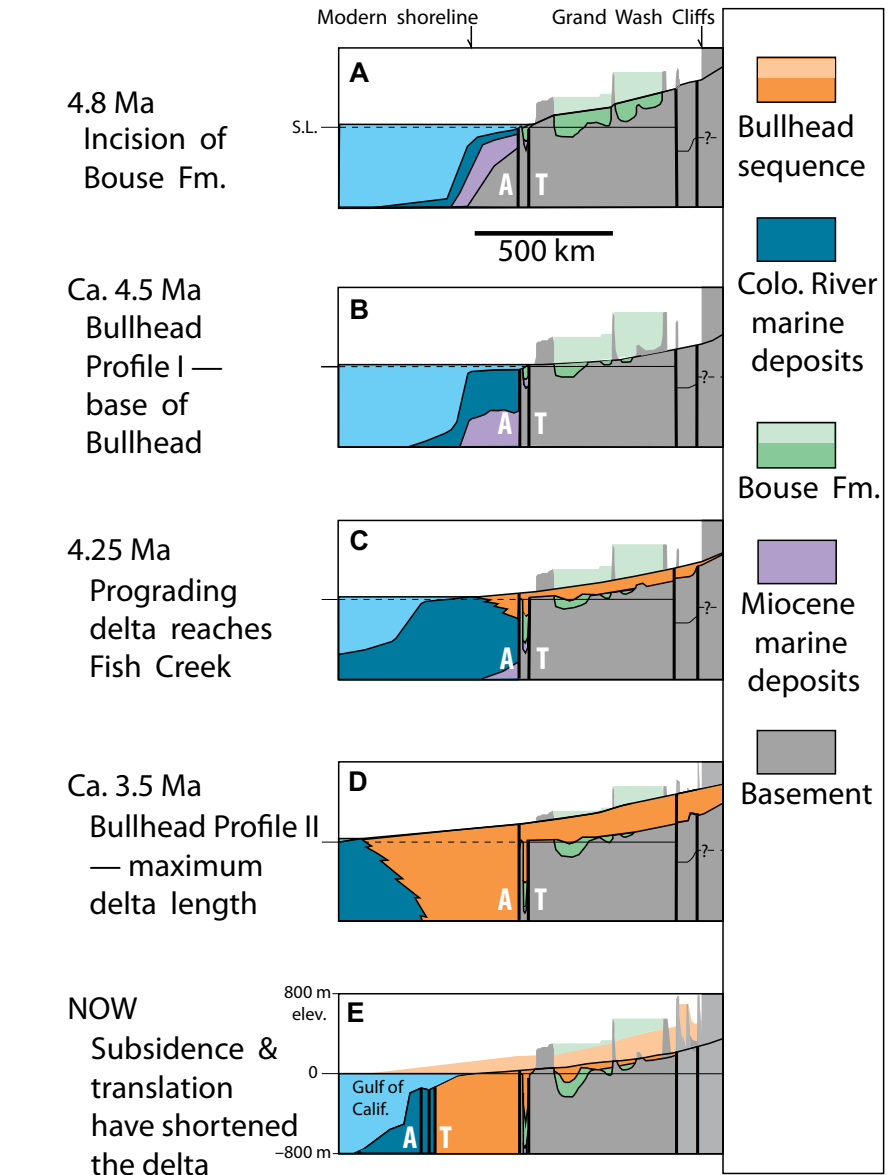 Modern shoreline
Grand Wash Cliffs
4.8 Ma
Incision of
Bouse Fm.
A
S.L.
?
A T
500 km
Ca. 4.5 Ma
Bullhead
Profile I —
base of
Bullhead
B
?
A T
4.25 Ma
Prograding
delta reaches
Fish Creek
C
?
A T
Ca. 3.5 Ma
Bullhead Profile II
— maximum
delta length
D
?
A T
NOW
Subsidence &
translation
have shortened
the delta
800 m
elev.
0
–800 m
E
Gulf of
Calif.
A T
Bullhead
sequence
Colo. River
marine
deposits
Bouse Fm.
Miocene
marine
deposits
Basement